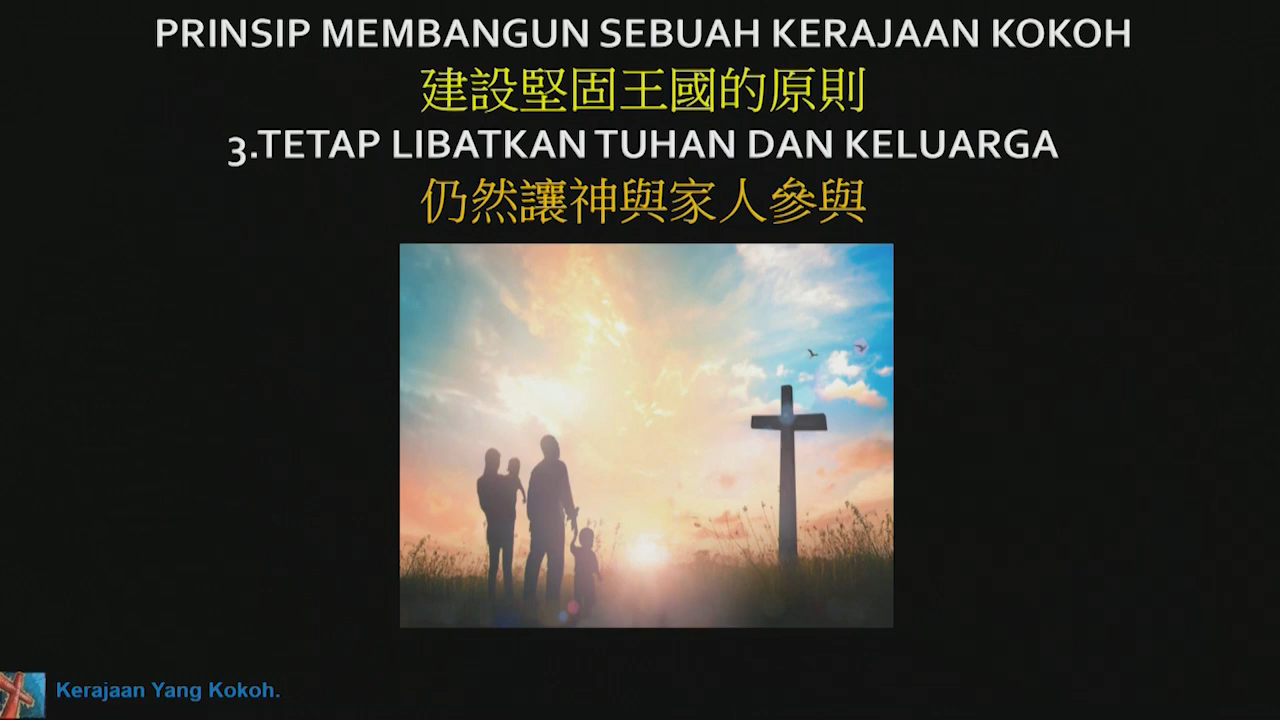 PRINSIP MEMBANGUN SEBUAH KERAJAAN KOKOH
建設堅固王國的原則
3.TETAP LIBATKAN TUHAN DAN KELUARGA
仍然讓神與家人參與
Kerajaan Yang Kokoh.